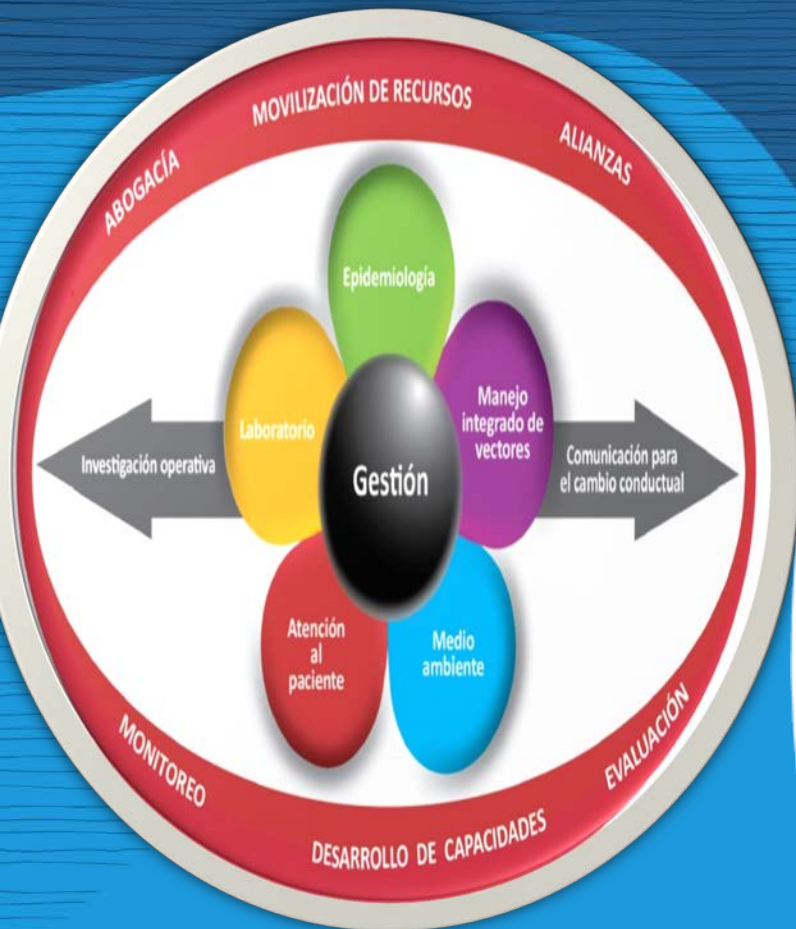 MOVILIZACIÓN DE RECURSOS
ABOGACÍA
ALIANZAS
Epidemiología
Laboratorio
Manejo
integrado de
vectores
Investigación operativa
Gestión
Comunicación para
el cambio conductual
Atención
al
paciente
Medio
ambiente
MONITOREO
DESARROLLO DE CAPACIDADES
EVALUACIÓN